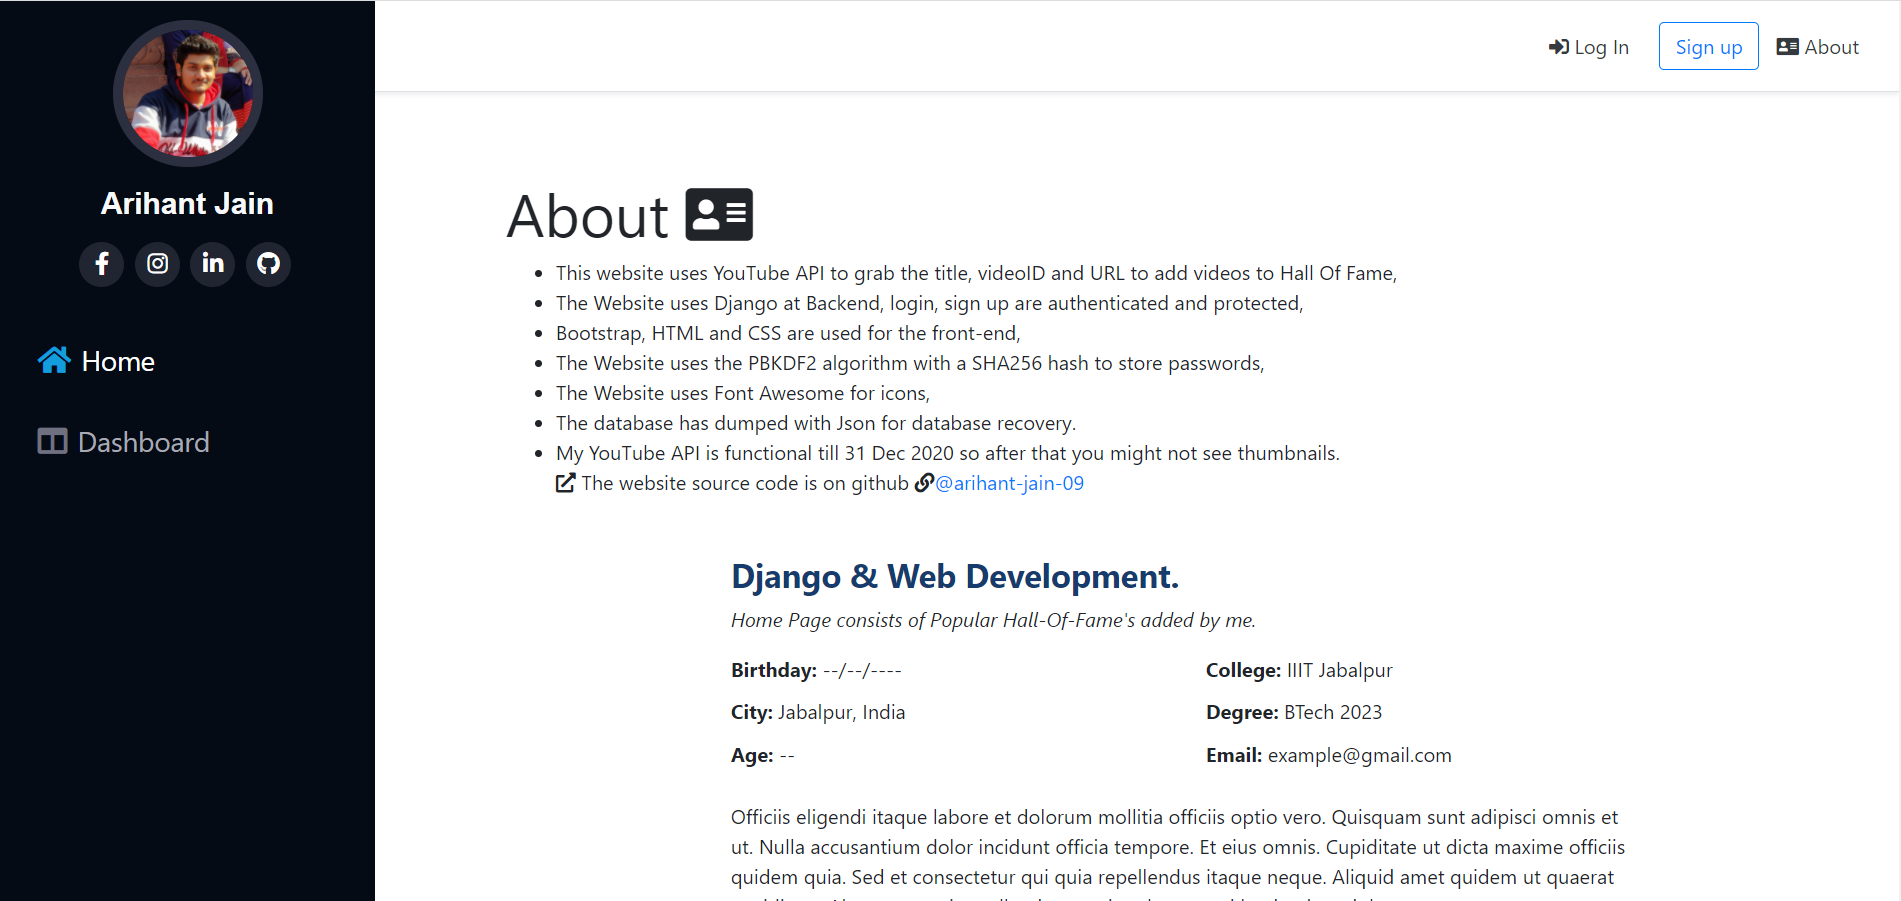 Log In
Sign up
About
Arihant Jain
Home
Dashboard
About
This website uses YouTube API to grab the title, videoID and URL to add videos to Hall Of Fame,
The Website uses Django at Backend, login, sign up are authenticated and protected,
Bootstrap, HTML and CSS are used for the front-end,
The Website uses the PBKDF2 algorithm with a SHA256 hash to store passwords,
The Website uses Font Awesome for icons,
The database has dumped with Json for database recovery.
My YouTube API is functional till 31 Dec 2020 so after that you might not see thumbnails.
The website source code is on github @arihant-jain-09
Django & Web Development.
Home Page consists of Popular Hall-Of-Fame's added by me.
Birthday: --/--/----
College: IIIT Jabalpur
City: Jabalpur, India
Degree: BTech 2023
Age: --
Email: example@gmail.com
Officiis eligendi itaque labore et dolorum mollitia officiis optio vero. Quisquam sunt adipisci omnis et
ut. Nulla accusantium dolor incidunt officia tempore. Et eius omnis. Cupiditate ut dicta maxime officiis
quidem quia. Sed et consectetur qui quia repellendus itaque neque. Aliquid amet quidem ut quaerat